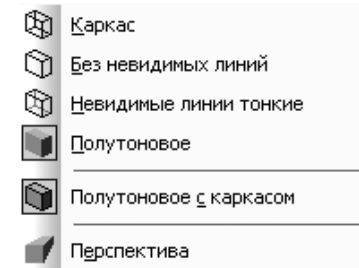 Каркас
Без невидимых линий
Невидимые линии тонкие
Полутоновое
Полутоновое с каркасом
Перспектива